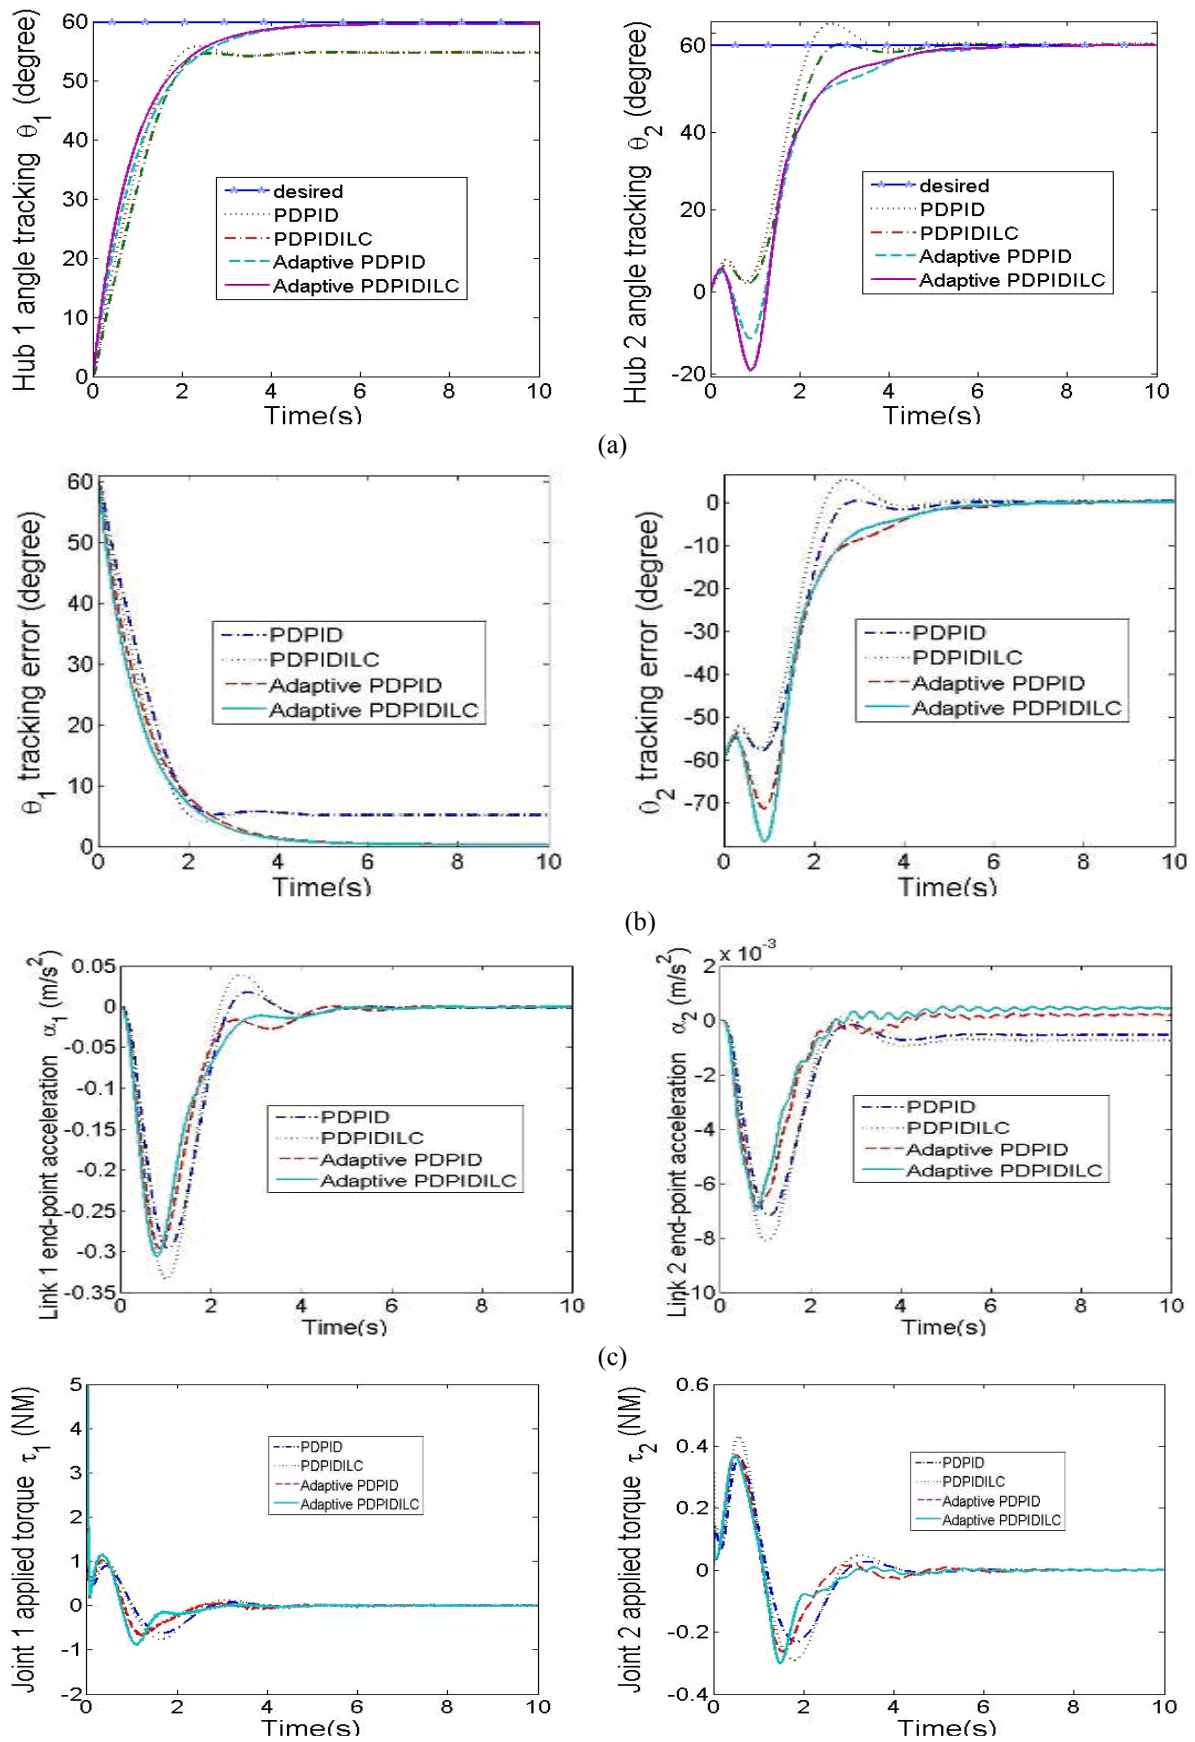 Hub 1 angle tracking θ1 (degree)
60
50
40
30
20
10
0
0 2 4 6 8 10
Time(s)
desired
PDPID
PDPIDILC
Adaptive PDPID
Adaptive PDPIDILC
Hub 2 angle tracking θ2 (degree)
60
40
20
0
-20
0 2 4 6 8 10
Time(s)
desired
PDPID
PDPIDILC
Adaptive PDPID
Adaptive PDPIDILC
(a)
θ1 tracking error (degree)
60
50
40
30
20
10
0
0 2 4 6 8 10
Time(s)
PDPID
PDPIDILC
Adaptive PDPID
Adaptive PDPIDILC
θ2 tracking error (degree)
0
-10
-20
-30
-40
-50
-60
-70
0 2 4 6 8 10
Time(s)
PDPID
PDPIDILC
Adaptive PDPID
Adaptive PDPIDILC
(b)
Link 1 end-point acceleration α1 (m/s²)
0.05
0
-0.05
-0.1
-0.15
-0.2
-0.25
-0.3
-0.35
0 2 4 6 8 10
Time(s)
PDPID
PDPIDILC
Adaptive PDPID
Adaptive PDPIDILC
Link 2 end-point acceleration α2 (m/s²)
x 10⁻³
2
0
-2
-4
-6
-8
-10
0 2 4 6 8 10
Time(s)
PDPID
PDPIDILC
Adaptive PDPID
Adaptive PDPIDILC
(c)
Joint 1 applied torque τ1 (NM)
5
4
3
2
1
0
-1
-2
0 2 4 6 8 10
Time(s)
PDPID
PDPIDILC
Adaptive PDPID
Adaptive PDPIDILC
Joint 2 applied torque τ2 (NM)
0.6
0.4
0.2
0
-0.2
-0.4
0 2 4 6 8 10
Time(s)
PDPID
PDPIDILC
Adaptive PDPID
Adaptive PDPIDILC